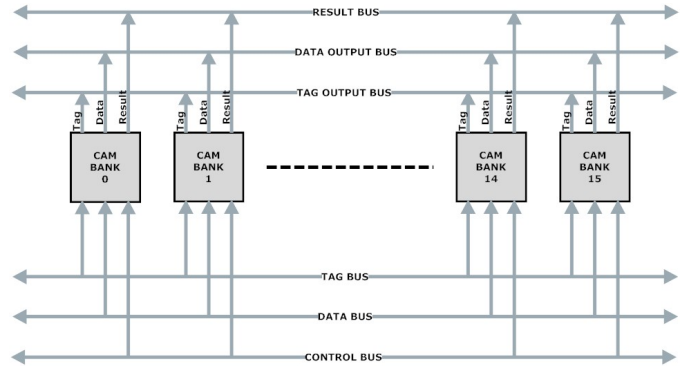 RESULT BUS
DATA OUTPUT BUS
TAG OUTPUT BUS
Tag
Data
Result
Tag
Data
Result
Tag
Data
Result
Tag
Data
Result
CAM
BANK
0
CAM
BANK
1
CAM
BANK
14
CAM
BANK
15
TAG BUS
DATA BUS
CONTROL BUS